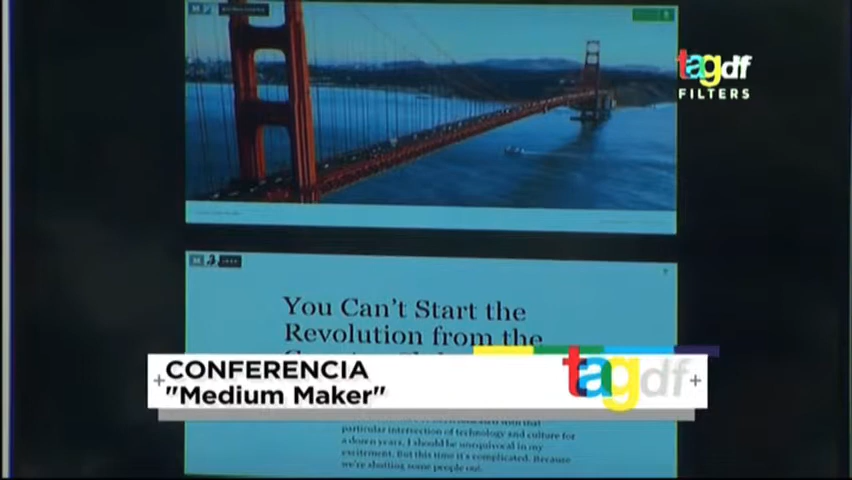 tagdf
FILTERS
You Can't Start the
Revolution from the
CONFERENCIA
"Medium Maker"
tagdf
particular intersection of technology and culture for
a dozen years, I should be unequivocal in my
excitement. But this time it's complicated. Because
we're shutting some people out.